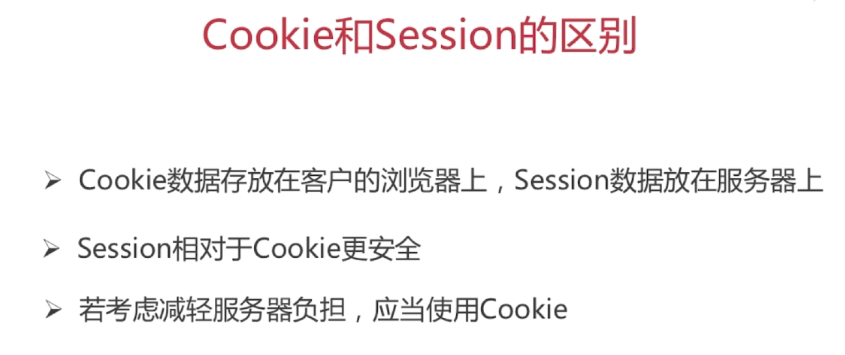 Cookie和Session的区别
➢ Cookie数据存放在客户的浏览器上，Session数据放在服务器上
➢ Session相对于Cookie更安全
➢ 若考虑减轻服务器负担，应当使用Cookie